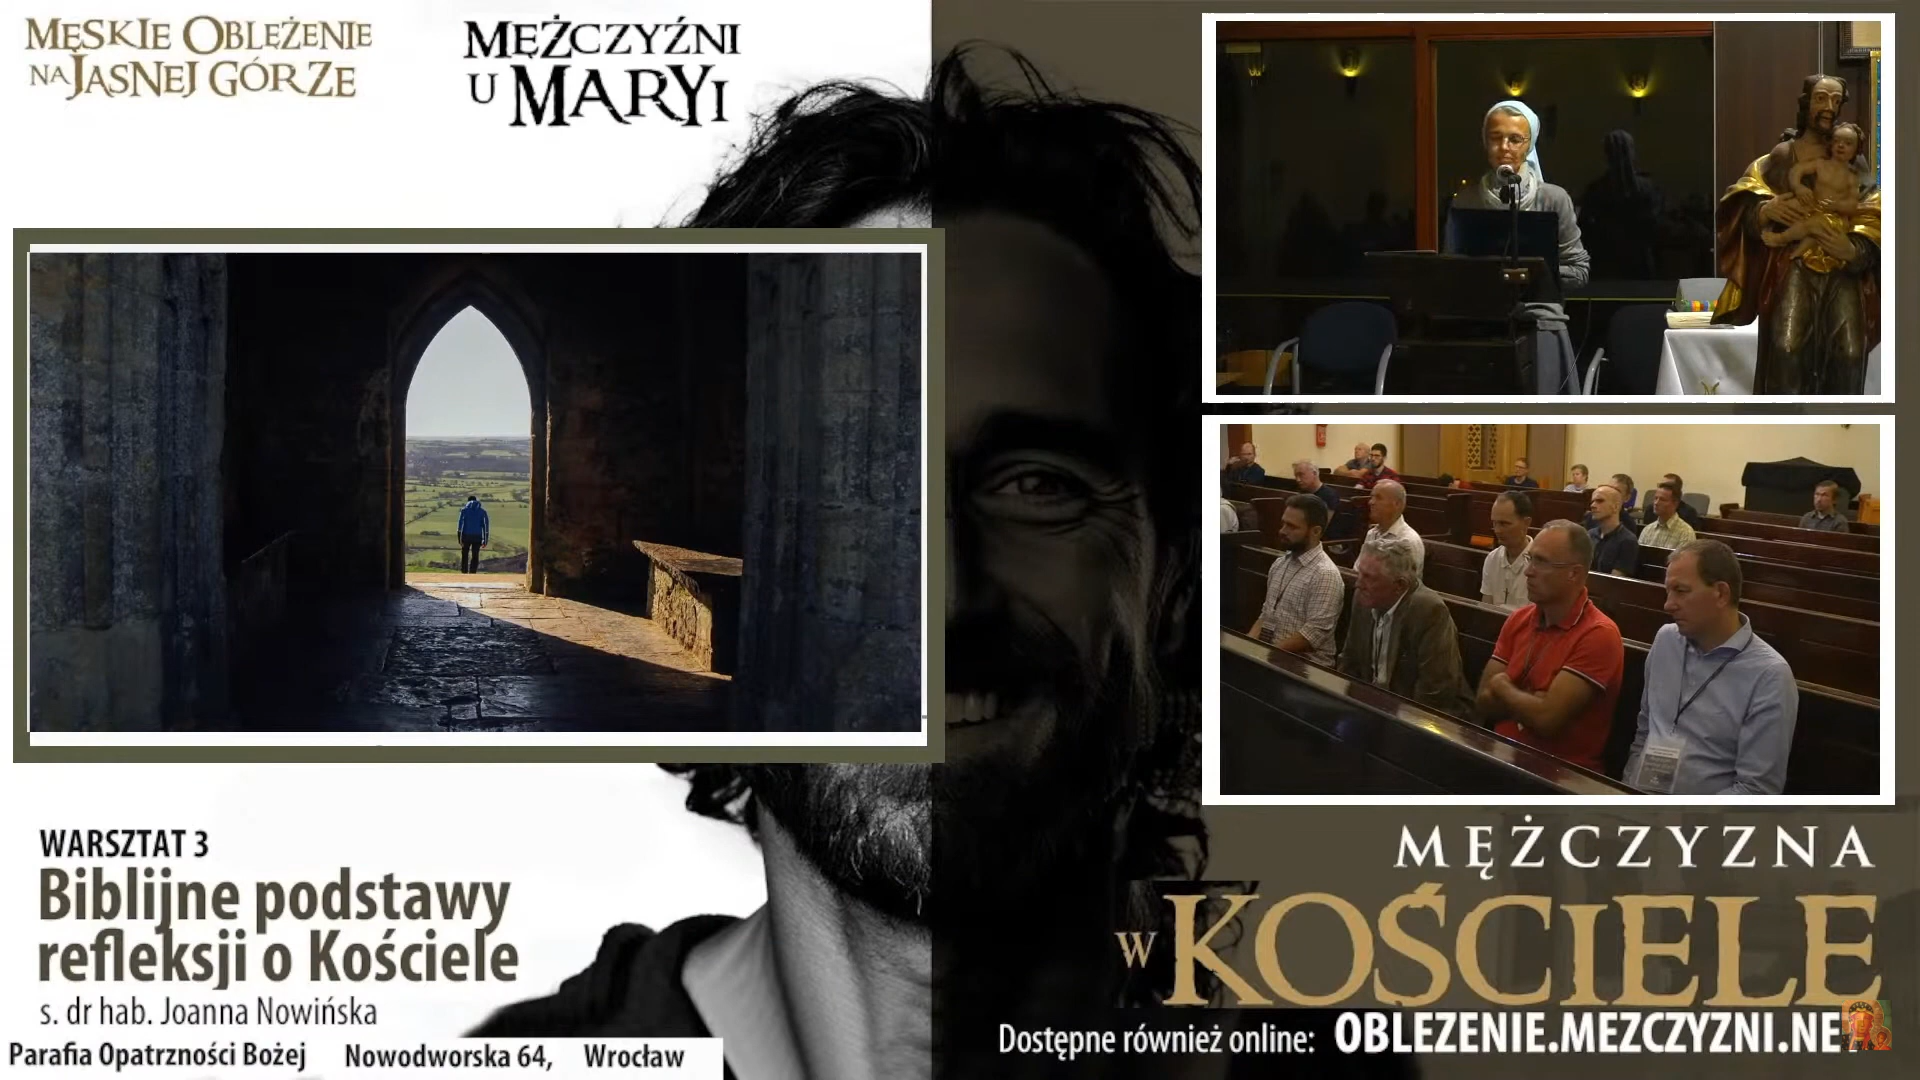 MĘSKIE OBLĘŻENIE
NA JASNEJ GÓRZE
MĘŻCZYŹNI
U MARYI
WARSZTAT 3
Biblijne podstawy
refleksji o Kościele
s. dr hab. Joanna Nowińska
Parafia Opatrzności Bożej Nowodworska 64, Wrocław
MĘŻCZYZNA
W KOŚCIELE
Dostępne również online: OBLEZENIE.MEZCZYZNI.NE